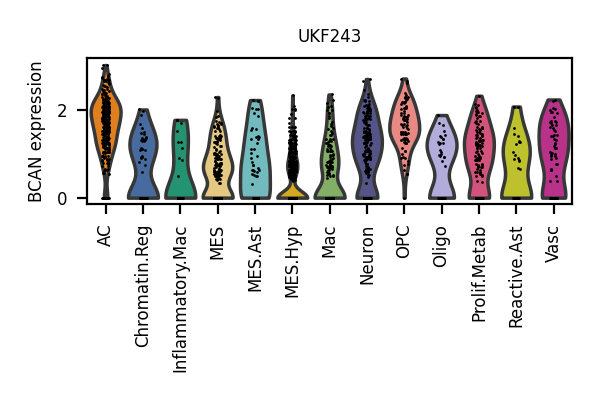 UKF243
BCAN expression
2
0
AC
Chromatin.Reg
Inflammatory.Mac
MES
MES.Ast
MES.Hyp
Mac
Neuron
OPC
Oligo
Prolif.Metab
Reactive.Ast
Vasc